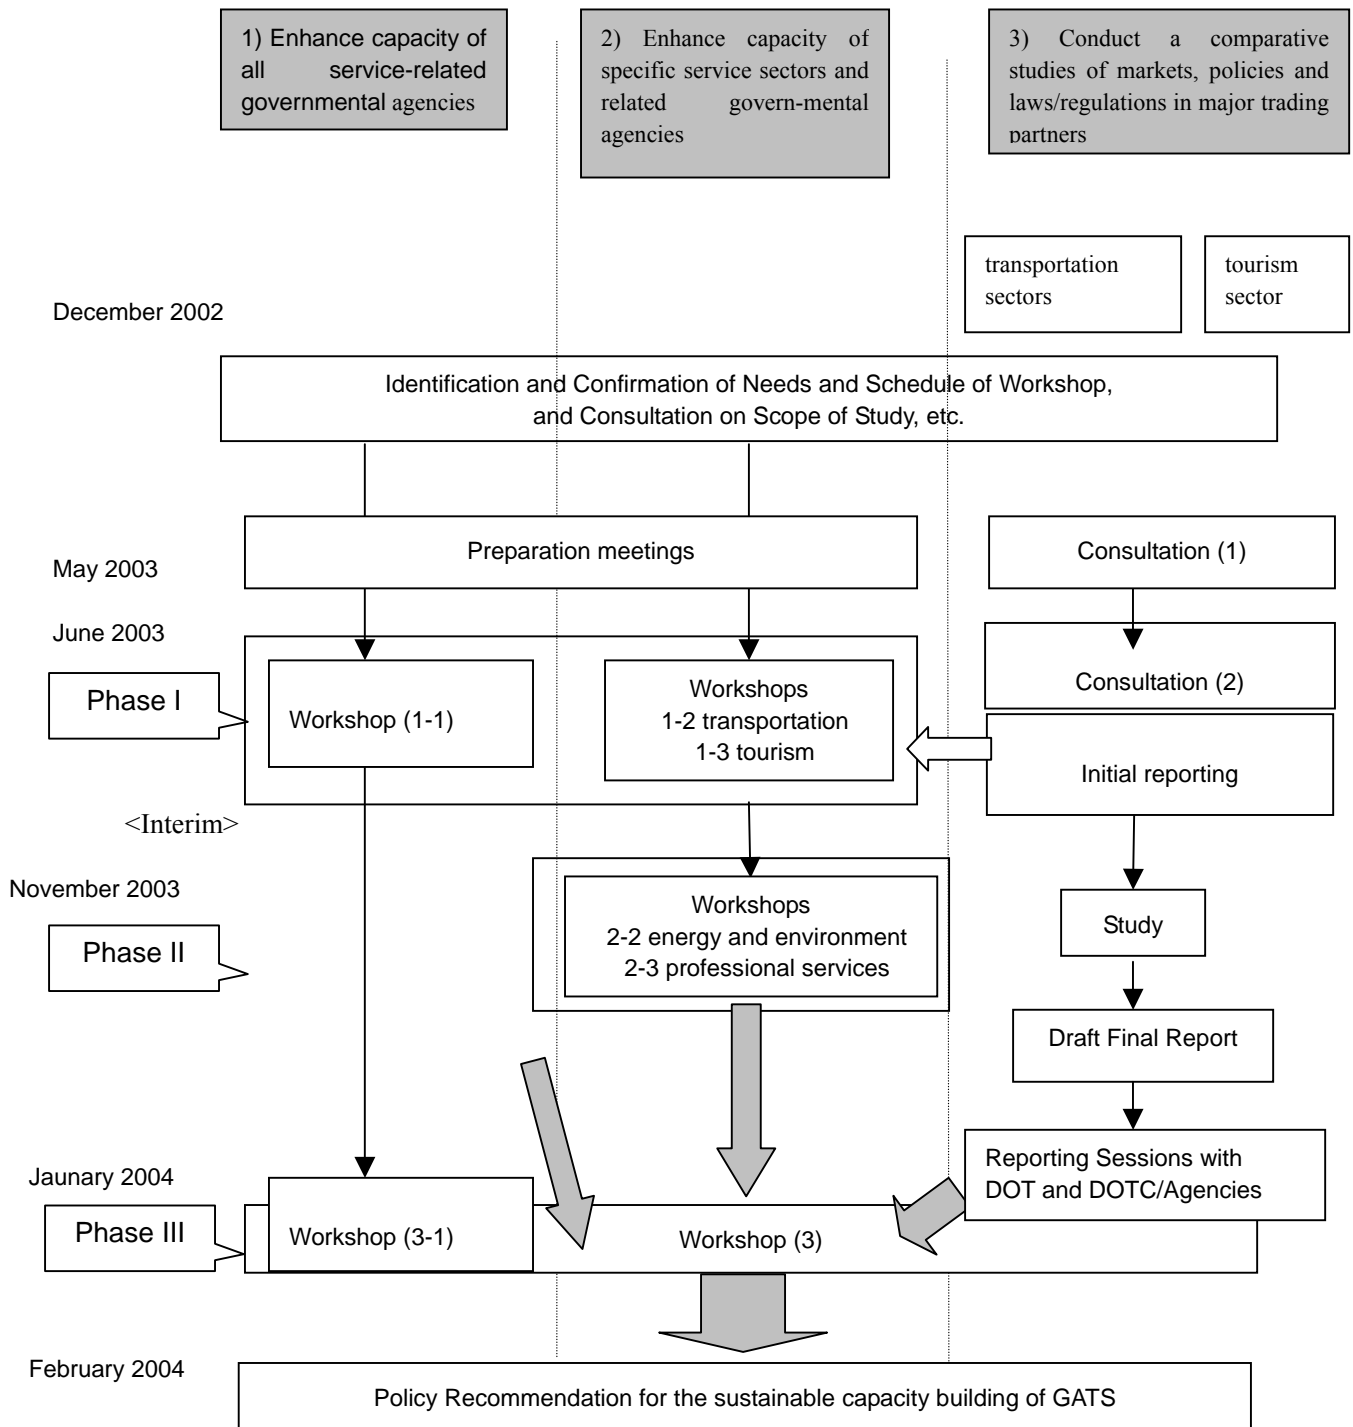 1) Enhance capacity of
all service-related
governmental agencies
2) Enhance capacity of
specific service sectors and
related govern-mental
agencies
3) Conduct a comparative
studies of markets, policies and
laws/regulations in major trading
partners
transportation
sectors
tourism
sector
December 2002
Identification and Confirmation of Needs and Schedule of Workshop,
and Consultation on Scope of Study, etc.
Preparation meetings
Consultation (1)
May 2003
June 2003
Phase I
Workshop (1-1)
Workshops
1-2 transportation
1-3 tourism
Consultation (2)
Initial reporting
<Interim>
November 2003
Phase II
Workshops
2-2 energy and environment
2-3 professional services
Study
Draft Final Report
Reporting Sessions with
DOT and DOTC/Agencies
Jaunary 2004
Phase III
Workshop (3-1)
Workshop (3)
February 2004
Policy Recommendation for the sustainable capacity building of GATS